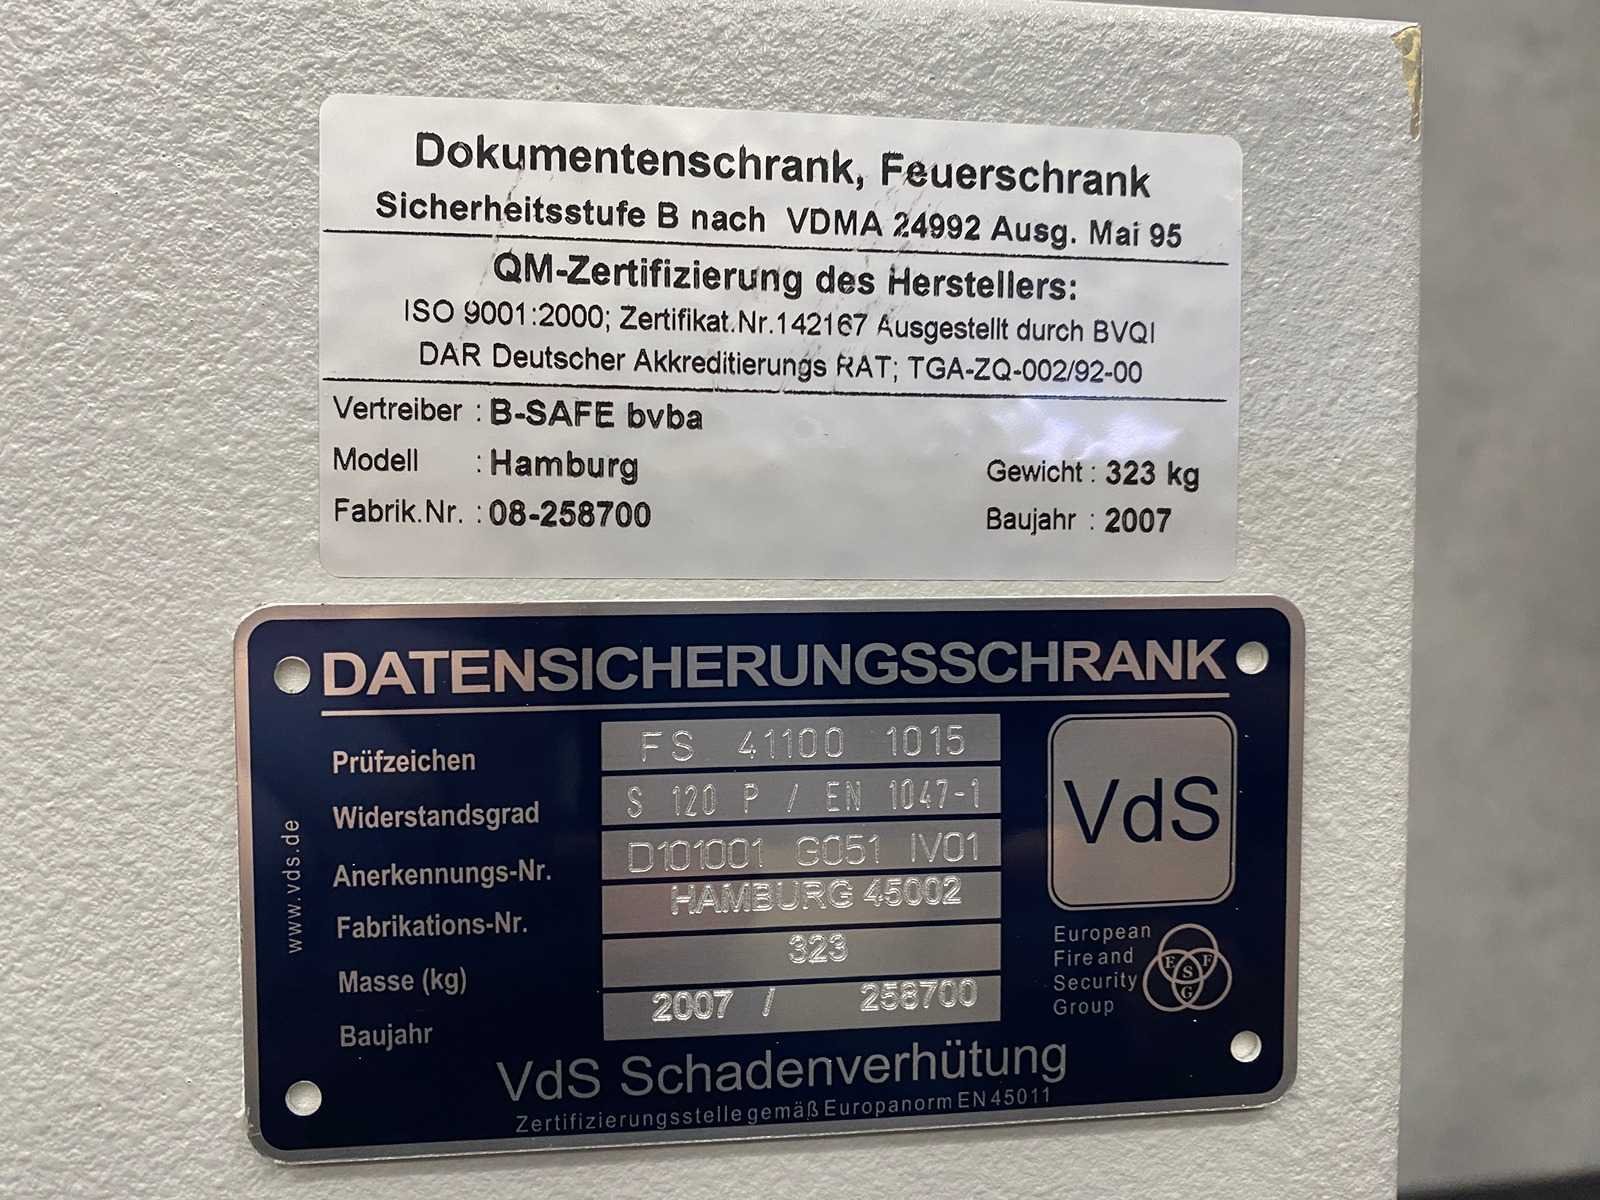 Dokumentenschrank, Feuerschrank
Sicherheitsstufe B nach VDMA 24992 Ausg. Mai 95
QM-Zertifizierung des Herstellers:
ISO 9001:2000; Zertifikat.Nr.142167 Ausgestellt durch BVQI
DAR Deutscher Akkreditierungs RAT; TGA-ZQ-002/92-00
Vertreiber : B-SAFE bvba
Modell : Hamburg
Gewicht : 323 kg
Fabrik.Nr. : 08-258700
Baujahr : 2007
DATENSICHERUNGSSCHRANK
Prüfzeichen FS 41100 1015
Widerstandsgrad S 120 P / EN 1047-1
Anerkennungs-Nr. D101001 G051 IV01
Fabrikations-Nr. HAMBURG 45002
Masse (kg) 323
Baujahr 2007 / 258700
www.vds.de
VdS
European
Fire and
Security
Group
E F
S
G
VdS Schadenverhütung
Zertifizierungsstelle gemäß Europanorm EN 45011